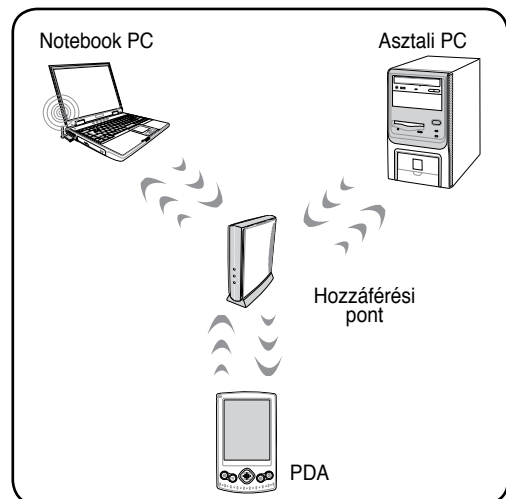 Notebook PC
Asztali PC
Hozzáférési
pont
PDA